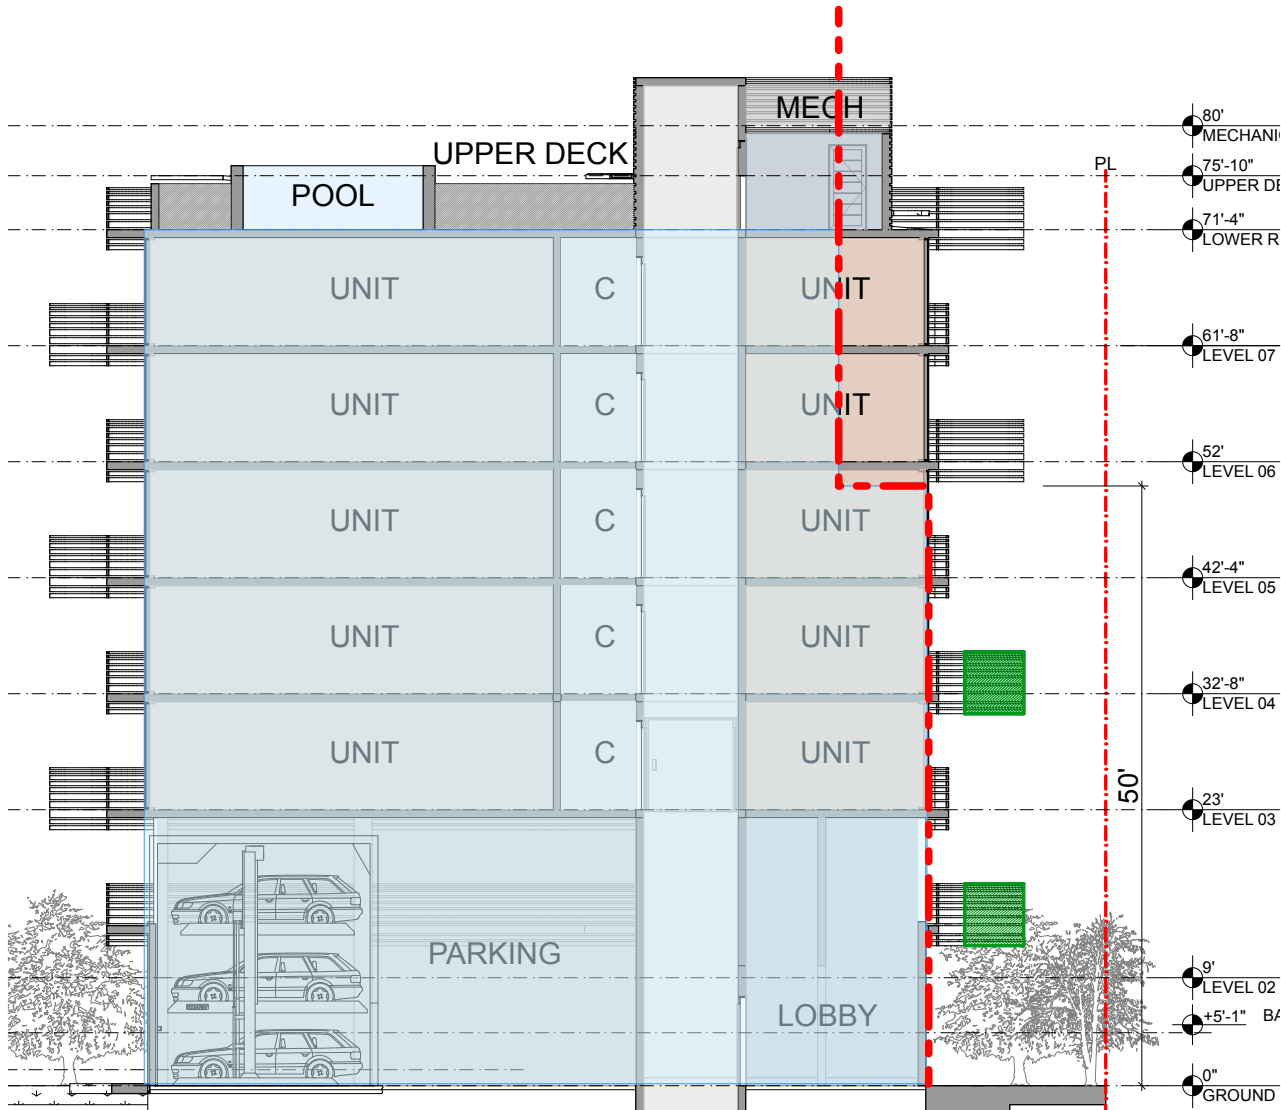 MECH
80'
MECHANIC
UPPER DECK
PL
75'-10"
UPPER DE
POOL
71'-4"
LOWER R
UNIT C UNIT
61'-8"
LEVEL 07
UNIT C UNIT
52'
LEVEL 06
UNIT C UNIT
42'-4"
LEVEL 05
UNIT C UNIT
32'-8"
LEVEL 04
UNIT C UNIT
50'
23'
LEVEL 03
PARKING
9'
LEVEL 02
LOBBY
+5'-1" BA
0"
GROUND